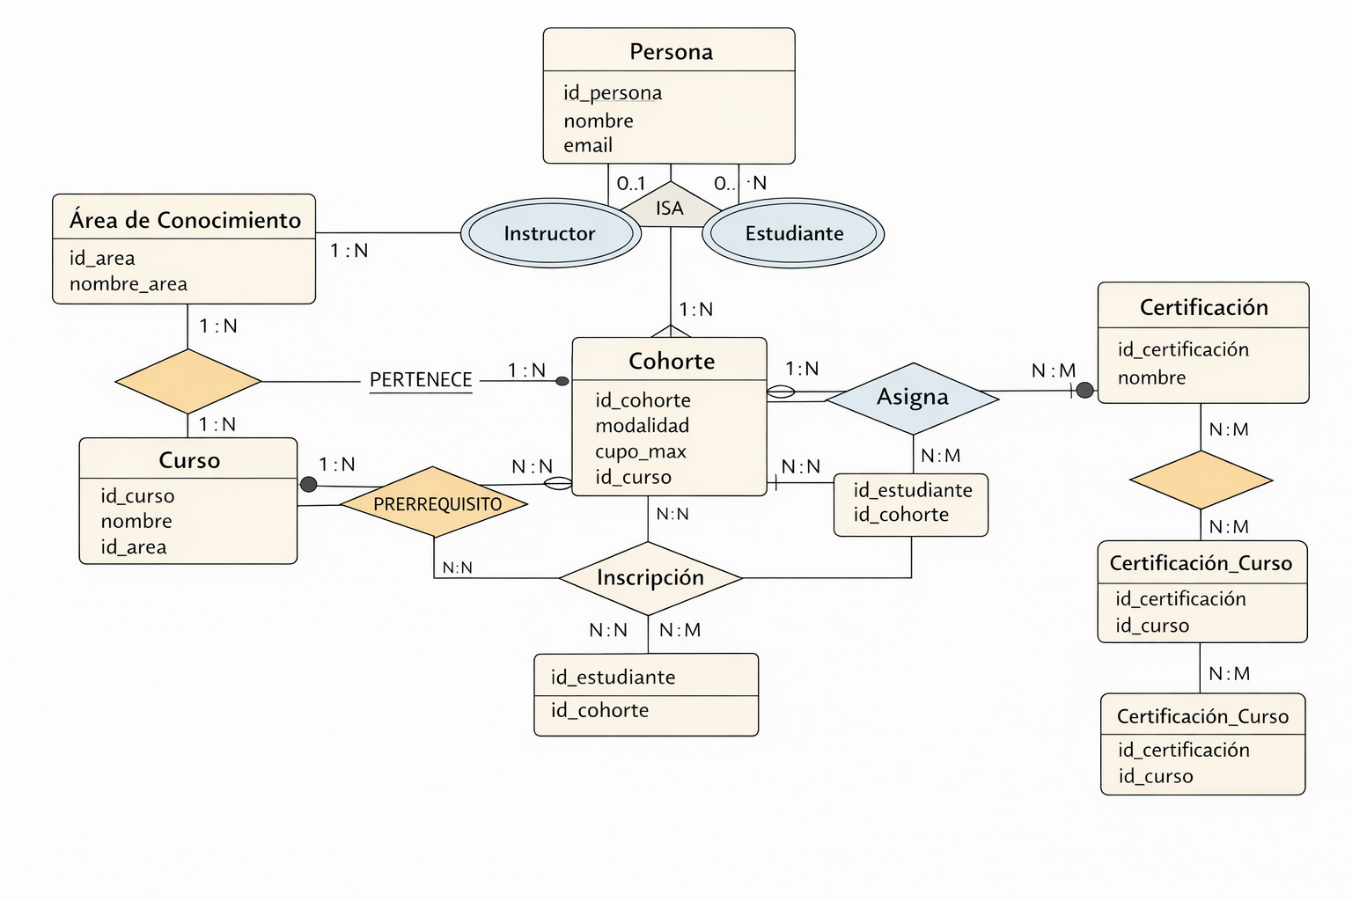 Persona
id_persona
nombre
email
0..1
0.. ·N
ISA
Instructor
Estudiante
Área de Conocimiento
id_area
nombre_area
1:N
1:N
1:N
Certificación
id_certificación
nombre
PERTENECE
1:N
Cohorte
id_cohorte
modalidad
cupo_max
id_curso
1:N
Asigna
N:M
N:M
1:N
Curso
id_curso
nombre
id_area
1:N
PRERREQUISITO
N:N
N:N
N:M
id_estudiante
id_cohorte
N:N
N:N
Inscripción
N:N
N:M
id_estudiante
id_cohorte
N:M
Certificación_Curso
id_certificación
id_curso
N:M
Certificación_Curso
id_certificación
id_curso